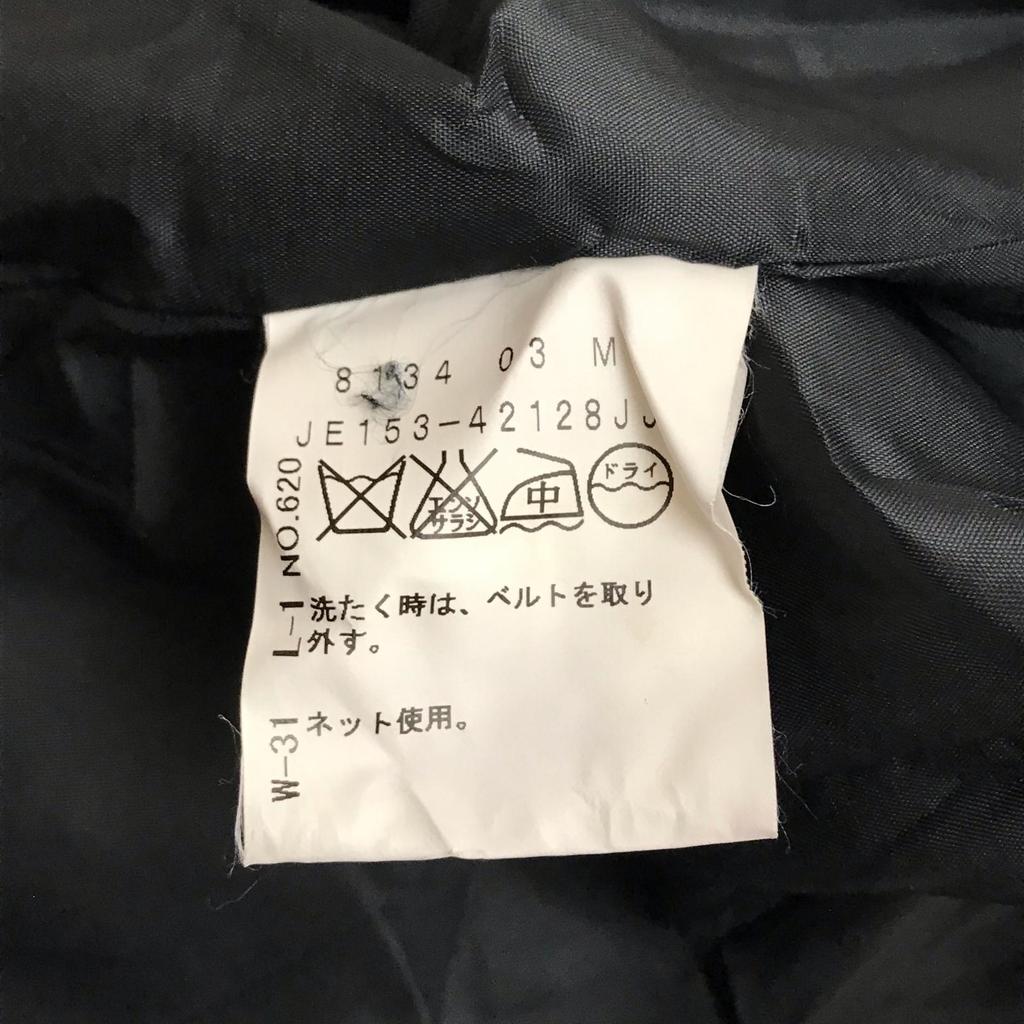 8134 03 M
JE153-42128JJ
エンソ
サラシ
中
ドライ
NO.620
L-1
洗たく時は、ベルトを取り
外す。
W-31
ネット使用。